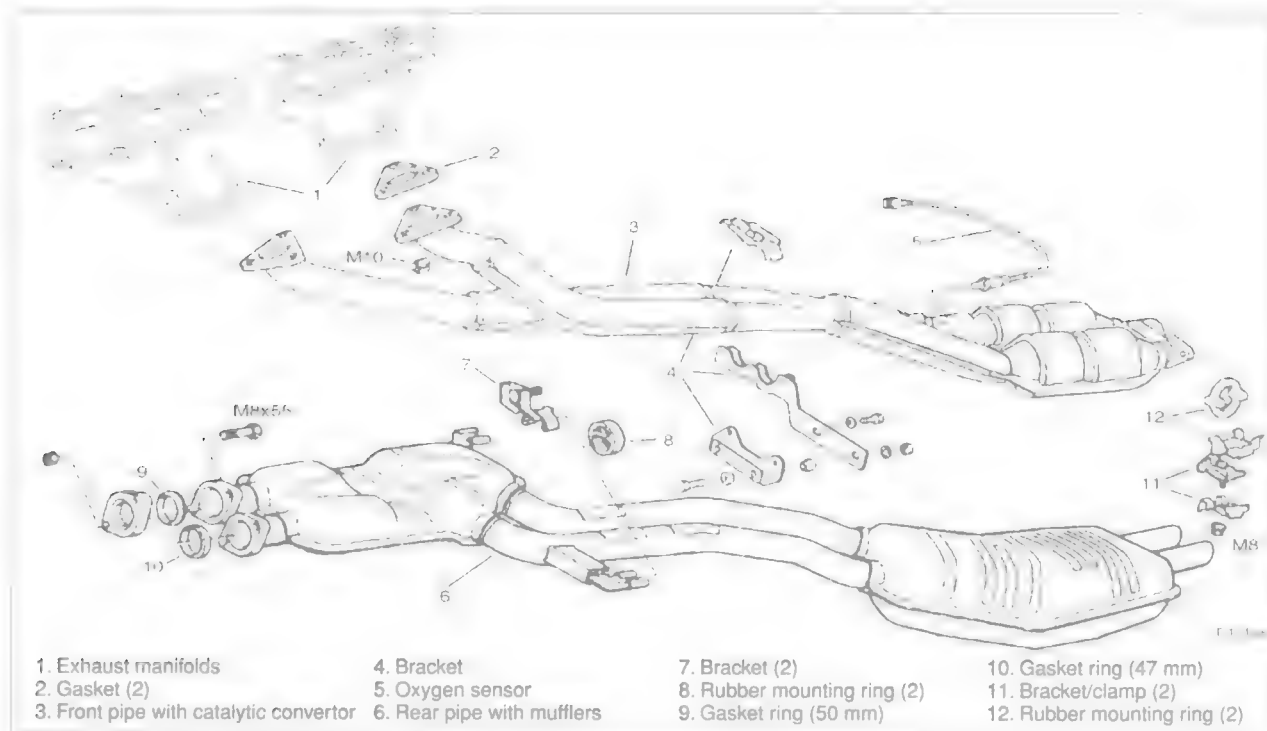 2
1
3
M10
5
7
4
M8x55
8
12
9
11
10
M8
6
1. Exhaust manifolds
2. Gasket (2)
3. Front pipe with catalytic convertor
4. Bracket
5. Oxygen sensor
6. Rear pipe with mufflers
7. Bracket (2)
8. Rubber mounting ring (2)
9. Gasket ring (50 mm)
10. Gasket ring (47 mm)
11. Bracket/clamp (2)
12. Rubber mounting ring (2)